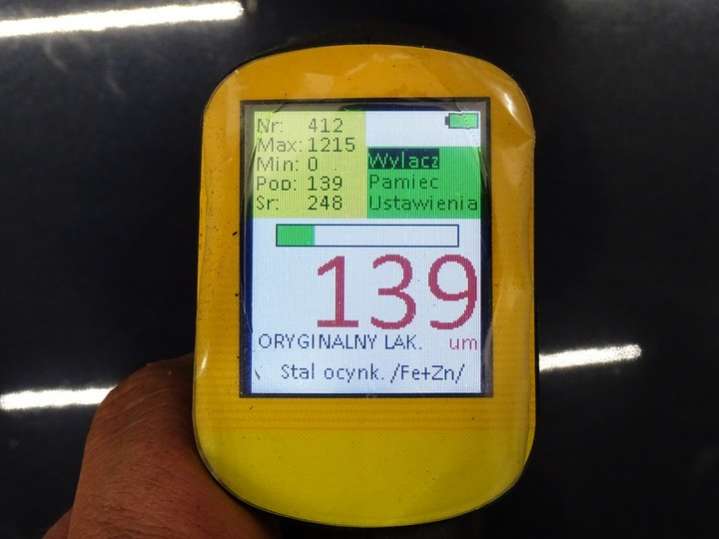 Nr: 412
Max: 1215
Min: 0
Pop: 139
Sr: 248
Wylacz
Pamiec
Ustawienia
139
ORYGINALNY LAK. um
Stal ocynk. /Fe+Zn/